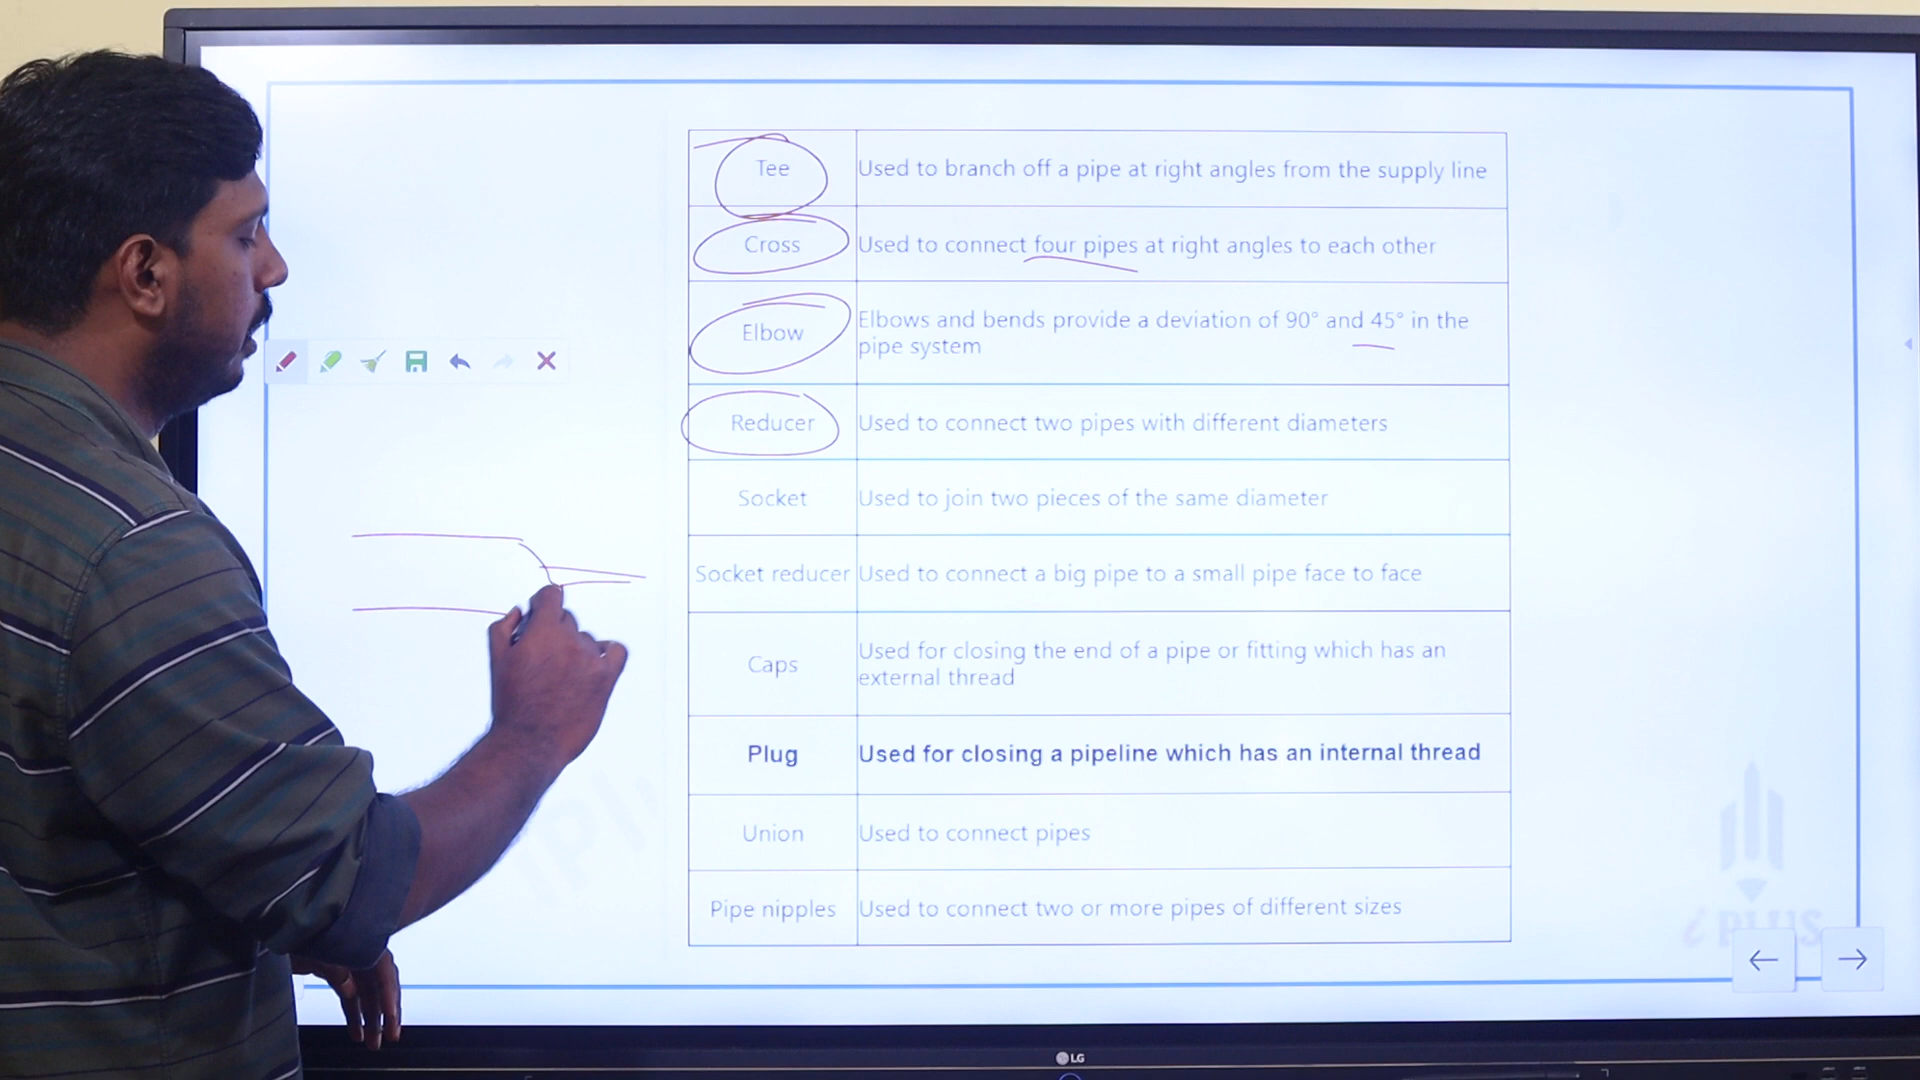 Tee
Used to branch off a pipe at right angles from the supply line
Cross
Used to connect four pipes at right angles to each other
Elbow
Elbows and bends provide a deviation of 90° and 45° in the
pipe system
Reducer
Used to connect two pipes with different diameters
Socket
Used to join two pieces of the same diameter
Socket reducer
Used to connect a big pipe to a small pipe face to face
Caps
Used for closing the end of a pipe or fitting which has an
external thread
Plug
Used for closing a pipeline which has an internal thread
Union
Used to connect pipes
Pipe nipples
Used to connect two or more pipes of different sizes
iPlu
i PLUS
LG